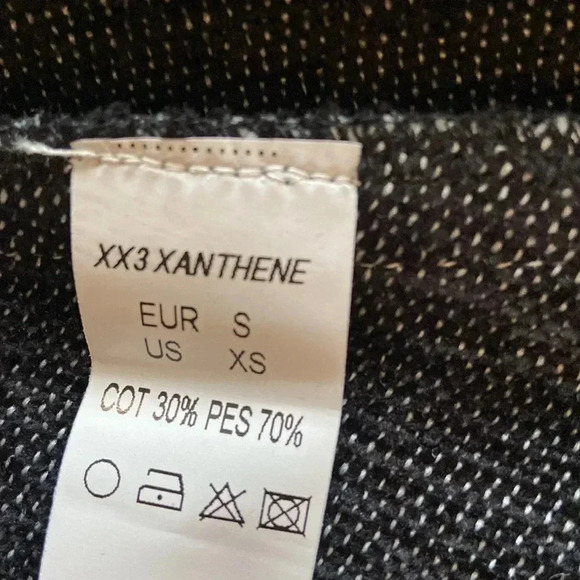 XX3 XANTHENE
EUR S
US XS
COT 30% PES 70%